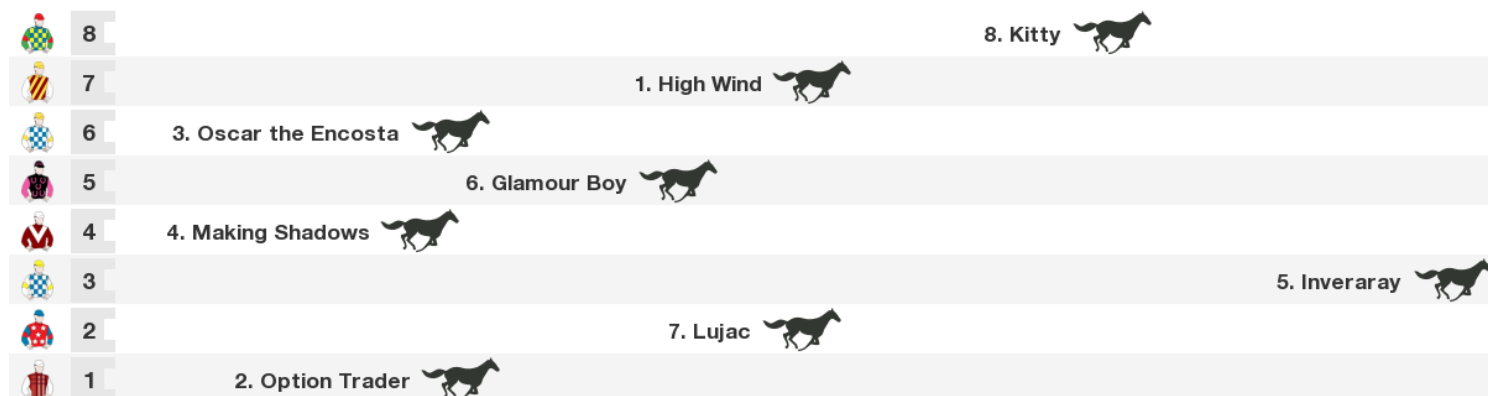 8 8. Kitty
7 1. High Wind
6 3. Oscar the Encosta
5 6. Glamour Boy
4 4. Making Shadows
3 5. Inveraray
2 7. Lujac
1 2. Option Trader